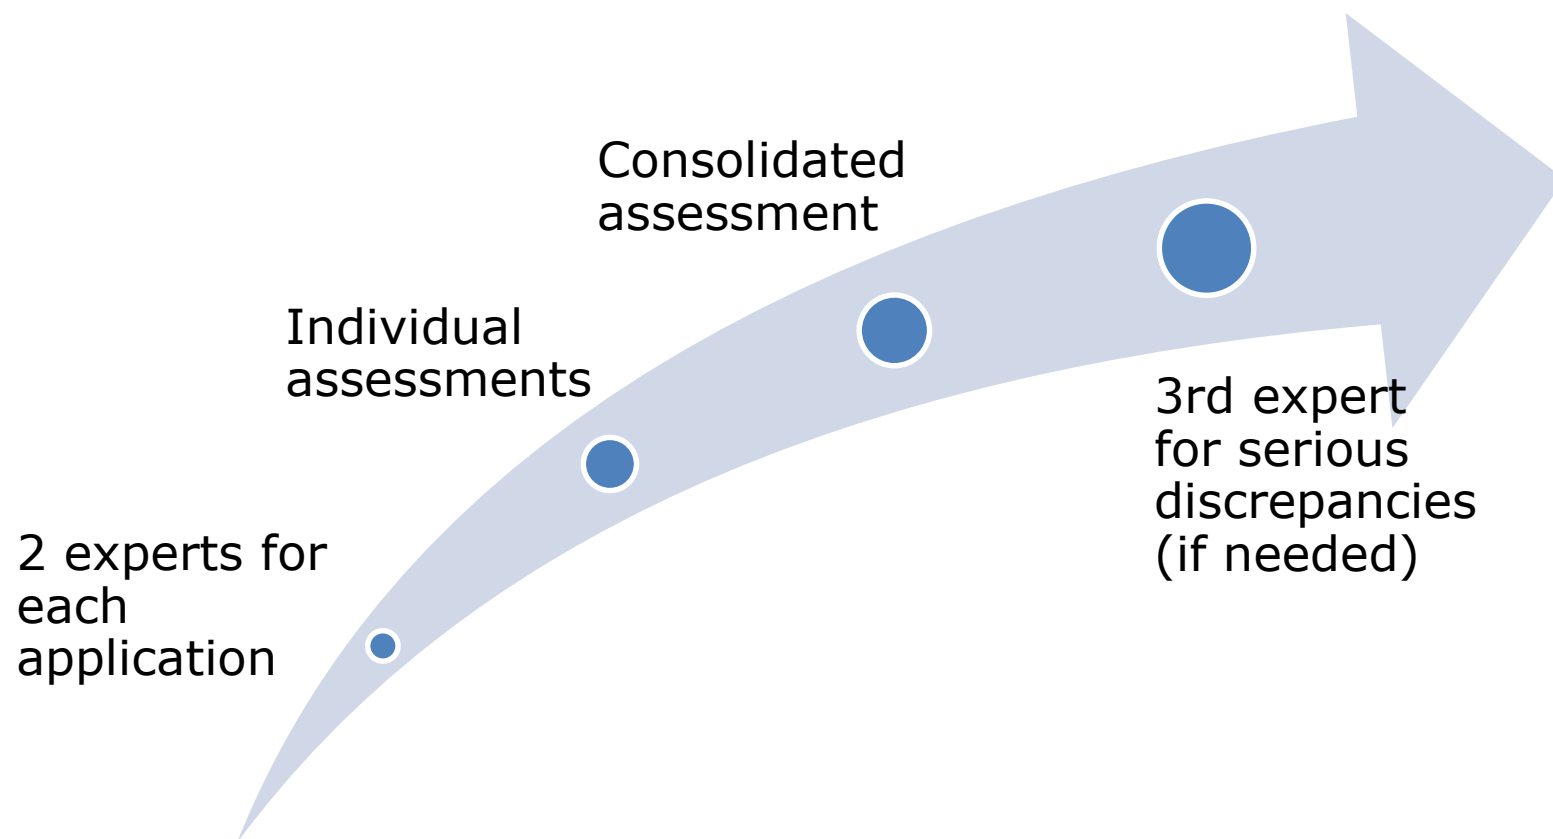 2 experts for
each
application
Individual
assessments
Consolidated
assessment
3rd expert
for serious
discrepancies
(if needed)